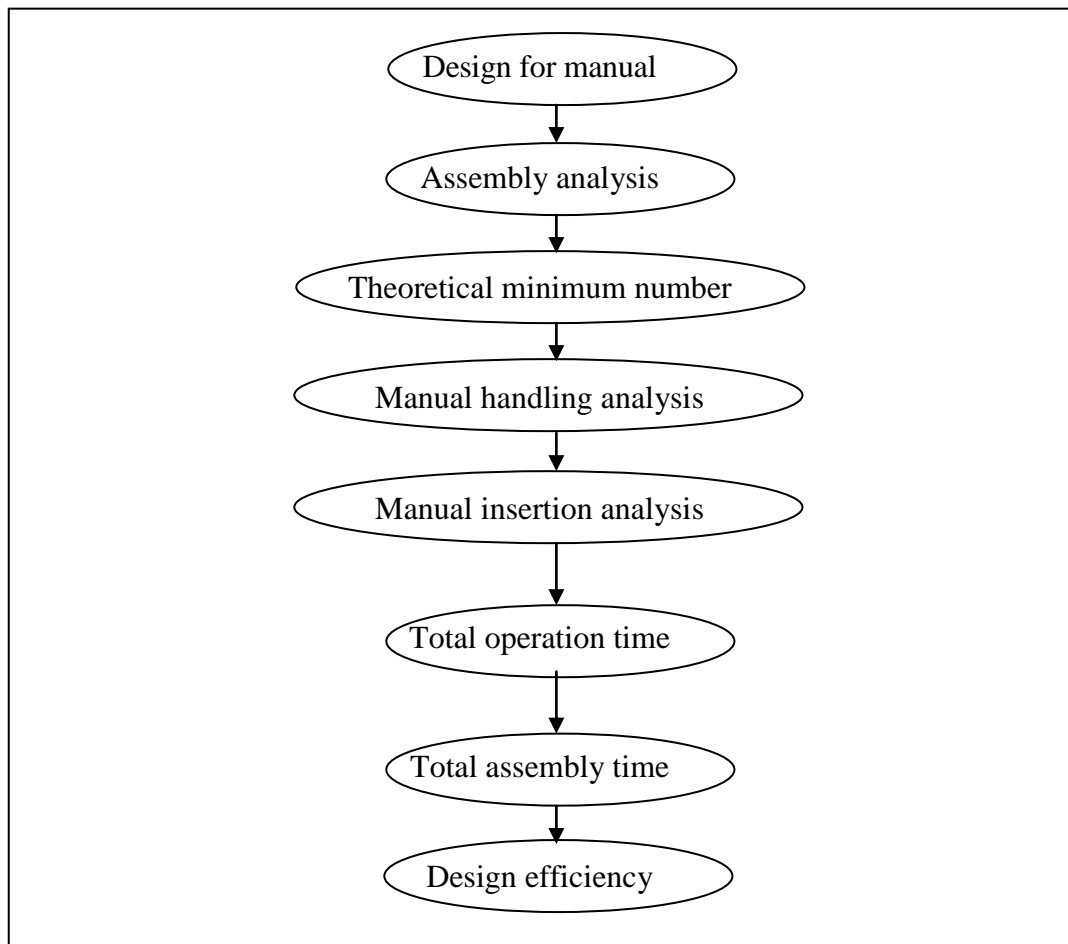 Design for manual
Assembly analysis
Theoretical minimum number
Manual handling analysis
Manual insertion analysis
Total operation time
Total assembly time
Design efficiency